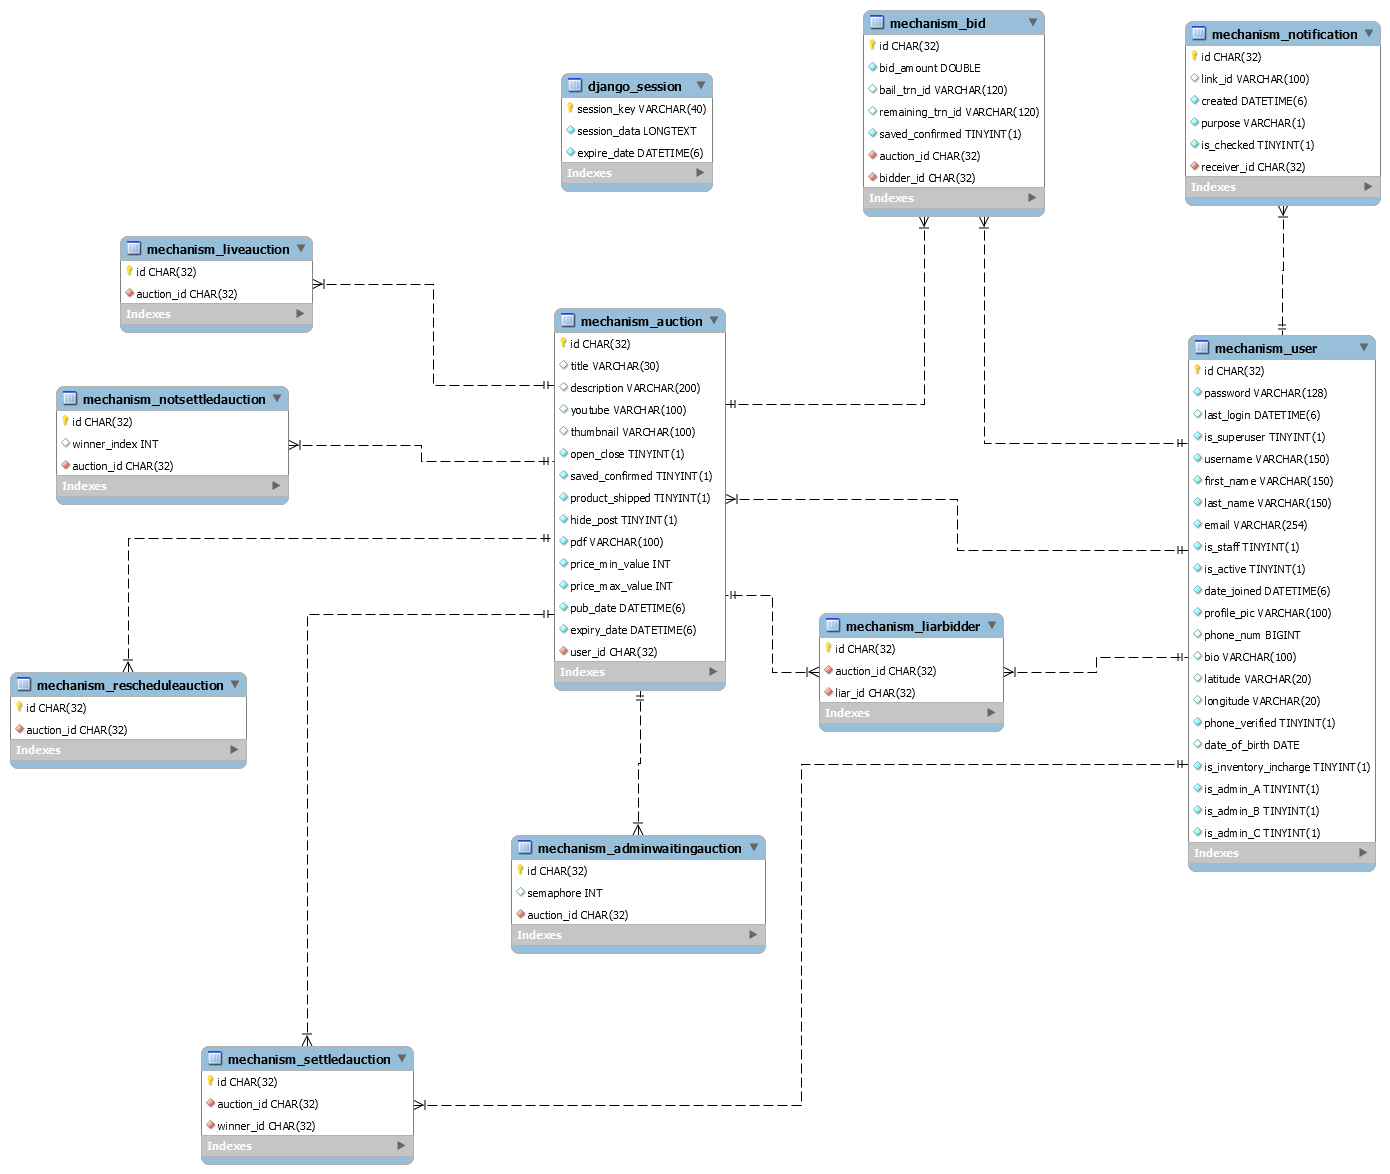 mechanism_bid
id CHAR(32)
bid_amount DOUBLE
bail_trn_id VARCHAR(120)
remaining_trn_id VARCHAR(120)
saved_confirmed TINYINT(1)
auction_id CHAR(32)
bidder_id CHAR(32)
Indexes
mechanism_notification
id CHAR(32)
link_id VARCHAR(100)
created DATETIME(6)
purpose VARCHAR(1)
is_checked TINYINT(1)
receiver_id CHAR(32)
Indexes
django_session
session_key VARCHAR(40)
session_data LONGTEXT
expire_date DATETIME(6)
Indexes
mechanism_liveauction
id CHAR(32)
auction_id CHAR(32)
Indexes
mechanism_auction
id CHAR(32)
title VARCHAR(30)
description VARCHAR(200)
youtube VARCHAR(100)
thumbnail VARCHAR(100)
open_close TINYINT(1)
saved_confirmed TINYINT(1)
product_shipped TINYINT(1)
hide_post TINYINT(1)
pdf VARCHAR(100)
price_min_value INT
price_max_value INT
pub_date DATETIME(6)
expiry_date DATETIME(6)
user_id CHAR(32)
Indexes
mechanism_user
id CHAR(32)
password VARCHAR(128)
last_login DATETIME(6)
is_superuser TINYINT(1)
username VARCHAR(150)
first_name VARCHAR(150)
last_name VARCHAR(150)
email VARCHAR(254)
is_staff TINYINT(1)
is_active TINYINT(1)
date_joined DATETIME(6)
profile_pic VARCHAR(100)
phone_num BIGINT
bio VARCHAR(100)
latitude VARCHAR(20)
longitude VARCHAR(20)
phone_verified TINYINT(1)
date_of_birth DATE
is_inventory_incharge TINYINT(1)
is_admin_A TINYINT(1)
is_admin_B TINYINT(1)
is_admin_C TINYINT(1)
Indexes
mechanism_notsettledauction
id CHAR(32)
winner_index INT
auction_id CHAR(32)
Indexes
mechanism_liarbidder
id CHAR(32)
auction_id CHAR(32)
liar_id CHAR(32)
Indexes
mechanism_rescheduleauction
id CHAR(32)
auction_id CHAR(32)
Indexes
mechanism_adminwaitingauction
id CHAR(32)
semaphore INT
auction_id CHAR(32)
Indexes
mechanism_settledauction
id CHAR(32)
auction_id CHAR(32)
winner_id CHAR(32)
Indexes